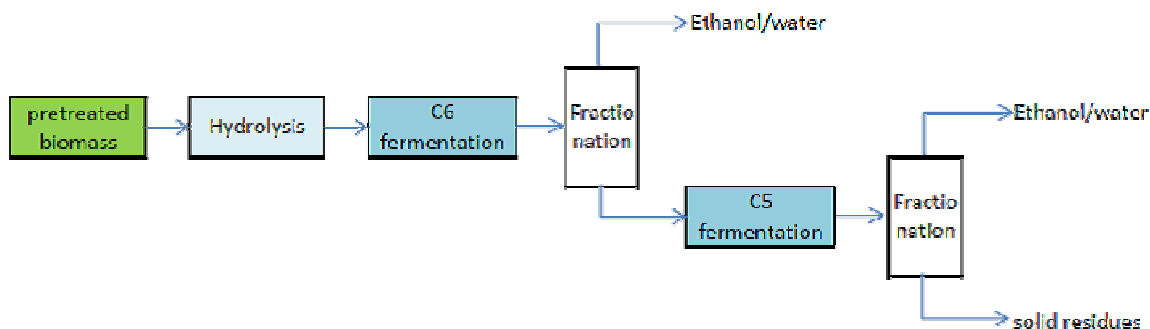 Ethanol/water
pretreated
biomass
Hydrolysis
C6
fermentation
Fractio
nation
Ethanol/water
C5
fermentation
Fractio
nation
solid residues